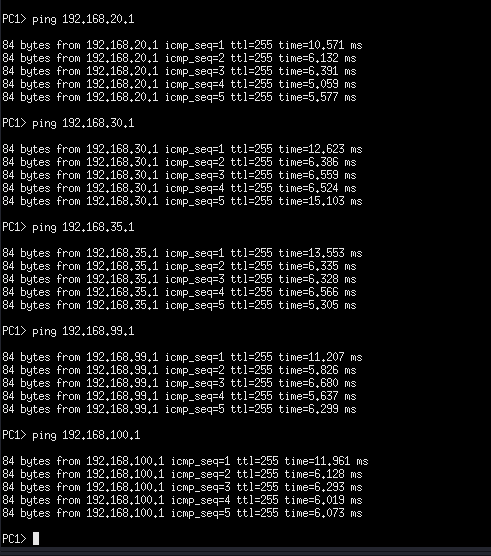 PC1> ping 192.168.20.1
84 bytes from 192.168.20.1 icmp_seq=1 ttl=255 time=10.571 ms
84 bytes from 192.168.20.1 icmp_seq=2 ttl=255 time=6.132 ms
84 bytes from 192.168.20.1 icmp_seq=3 ttl=255 time=6.391 ms
84 bytes from 192.168.20.1 icmp_seq=4 ttl=255 time=5.059 ms
84 bytes from 192.168.20.1 icmp_seq=5 ttl=255 time=5.577 ms
PC1> ping 192.168.30.1
84 bytes from 192.168.30.1 icmp_seq=1 ttl=255 time=12.623 ms
84 bytes from 192.168.30.1 icmp_seq=2 ttl=255 time=6.386 ms
84 bytes from 192.168.30.1 icmp_seq=3 ttl=255 time=6.559 ms
84 bytes from 192.168.30.1 icmp_seq=4 ttl=255 time=6.524 ms
84 bytes from 192.168.30.1 icmp_seq=5 ttl=255 time=15.103 ms
PC1> ping 192.168.35.1
84 bytes from 192.168.35.1 icmp_seq=1 ttl=255 time=13.553 ms
84 bytes from 192.168.35.1 icmp_seq=2 ttl=255 time=6.335 ms
84 bytes from 192.168.35.1 icmp_seq=3 ttl=255 time=6.328 ms
84 bytes from 192.168.35.1 icmp_seq=4 ttl=255 time=6.566 ms
84 bytes from 192.168.35.1 icmp_seq=5 ttl=255 time=5.305 ms
PC1> ping 192.168.99.1
84 bytes from 192.168.99.1 icmp_seq=1 ttl=255 time=11.207 ms
84 bytes from 192.168.99.1 icmp_seq=2 ttl=255 time=5.826 ms
84 bytes from 192.168.99.1 icmp_seq=3 ttl=255 time=6.680 ms
84 bytes from 192.168.99.1 icmp_seq=4 ttl=255 time=5.637 ms
84 bytes from 192.168.99.1 icmp_seq=5 ttl=255 time=6.299 ms
PC1> ping 192.168.100.1
84 bytes from 192.168.100.1 icmp_seq=1 ttl=255 time=11.961 ms
84 bytes from 192.168.100.1 icmp_seq=2 ttl=255 time=6.128 ms
84 bytes from 192.168.100.1 icmp_seq=3 ttl=255 time=6.293 ms
84 bytes from 192.168.100.1 icmp_seq=4 ttl=255 time=6.019 ms
84 bytes from 192.168.100.1 icmp_seq=5 ttl=255 time=6.073 ms
PC1>